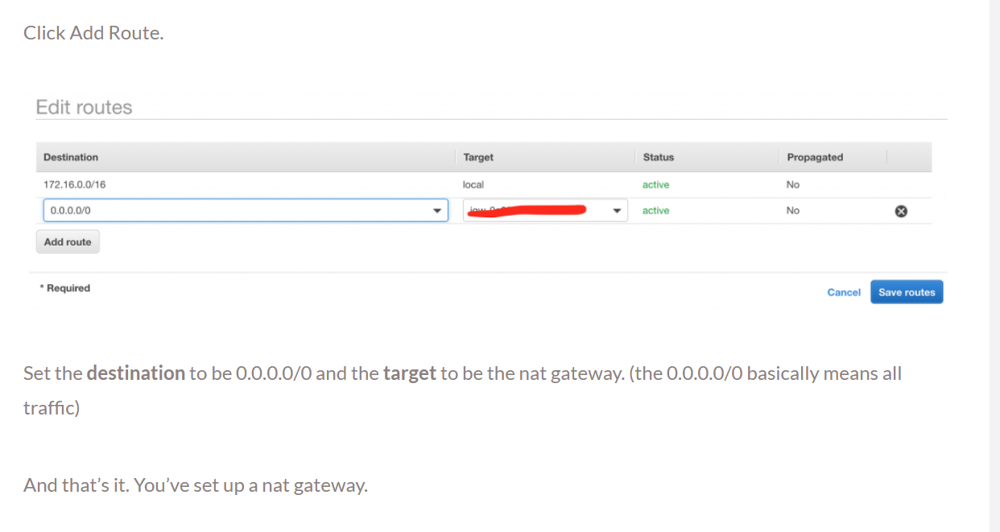 Click Add Route.
Edit routes
Destination Target Status Propagated
172.16.0.0/16 local active No
0.0.0.0/0 active No
Add route
* Required
Cancel Save routes
Set the destination to be 0.0.0.0/0 and the target to be the nat gateway. (the 0.0.0.0/0 basically means all
traffic)
And that's it. You've set up a nat gateway.